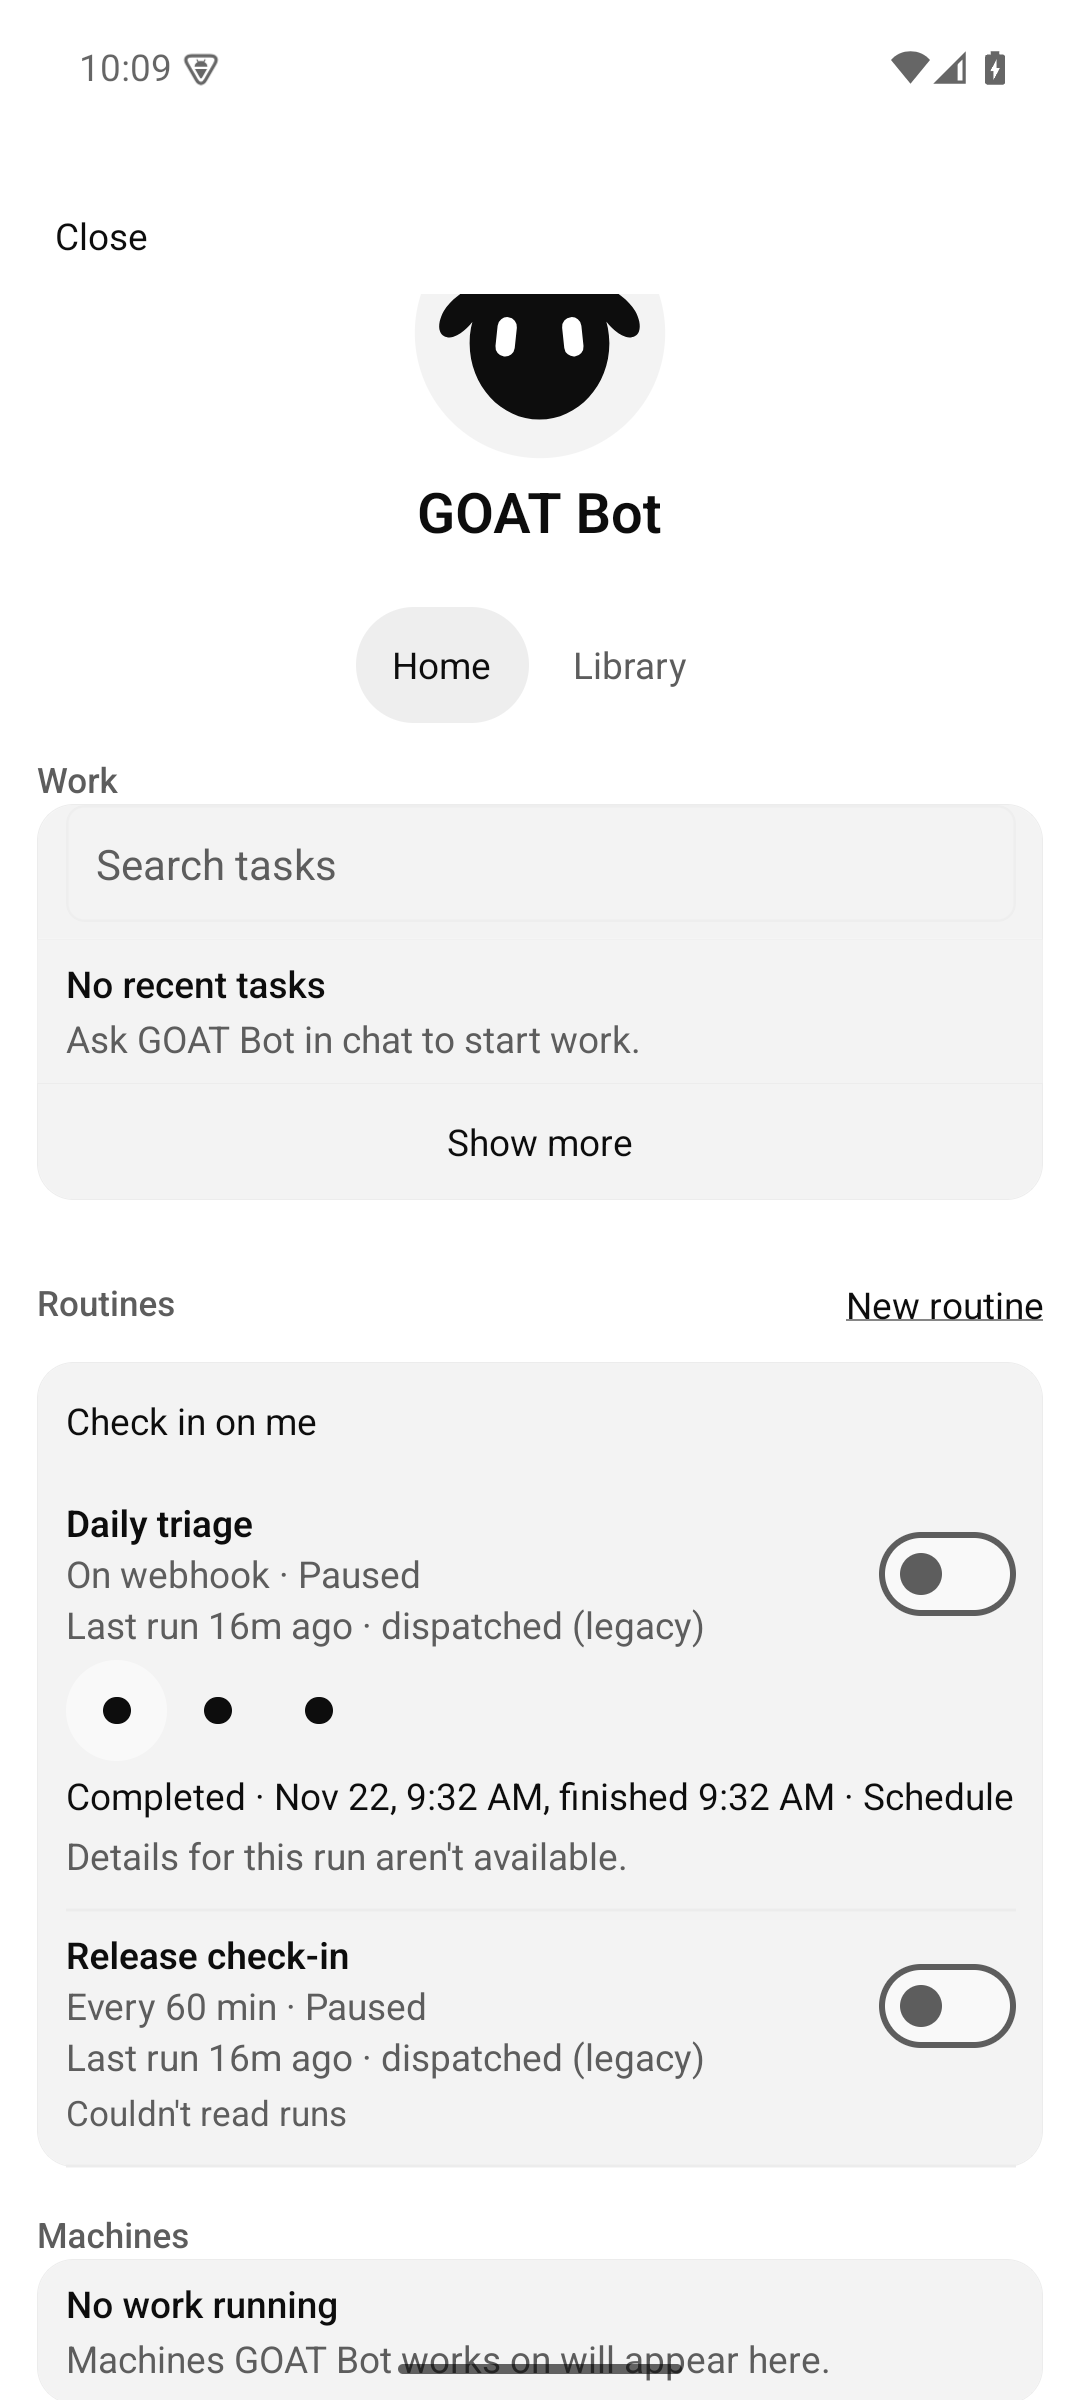 10:09
Close
GOAT Bot
Home
Library
Work
Search tasks
No recent tasks
Ask GOAT Bot in chat to start work.
Show more
Routines
New routine
Check in on me
Daily triage
On webhook · Paused
Last run 16m ago · dispatched (legacy)
Completed · Nov 22, 9:32 AM, finished 9:32 AM · Schedule
Details for this run aren't available.
Release check-in
Every 60 min · Paused
Last run 16m ago · dispatched (legacy)
Couldn't read runs
Machines
No work running
Machines GOAT Bot works on will appear here.